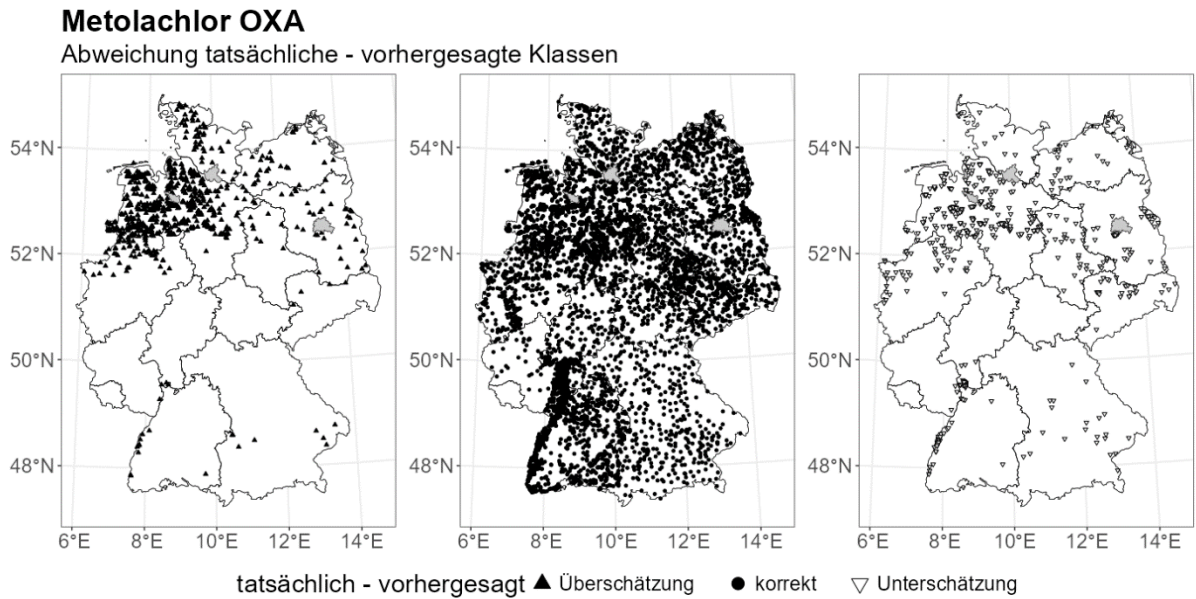 Metolachlor OXA
Abweichung tatsächliche - vorhergesagte Klassen
54°N
52°N
50°N
48°N
6°E 8°E 10°E 12°E 14°E
54°N
52°N
50°N
48°N
6°E 8°E 10°E 12°E 14°E
54°N
52°N
50°N
48°N
6°E 8°E 10°E 12°E 14°E
tatsächlich - vorhergesagt Überschätzung korrekt Unterschätzung